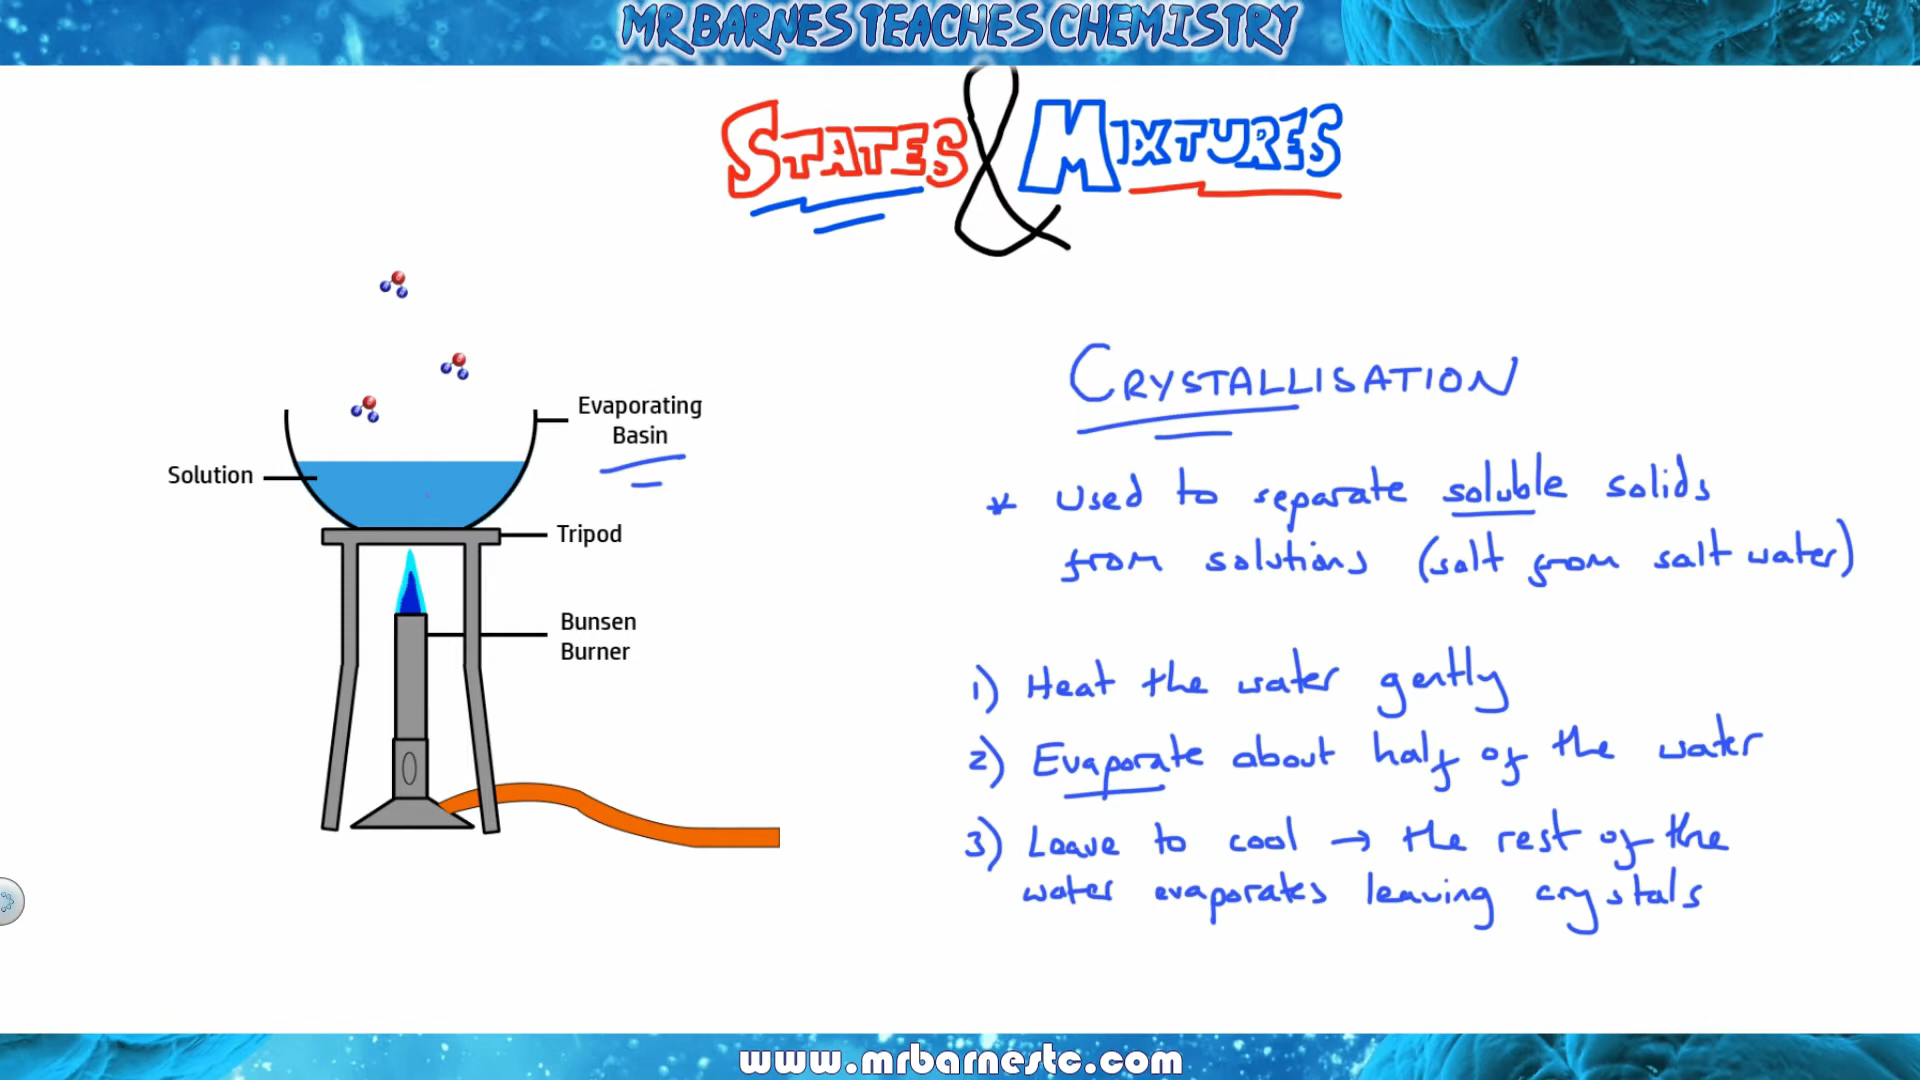 MR BARNES TEACHES CHEMISTRY
STATES & MIXTURES
Evaporating
Basin
Solution
Tripod
Bunsen
Burner
CRYSTALLISATION
* Used to separate soluble solids
from solutions (salt from salt water)
1) Heat the water gently
2) Evaporate about half of the water
3) Leave to cool → the rest of the
water evaporates leaving crystals
www.mrbarnestc.com